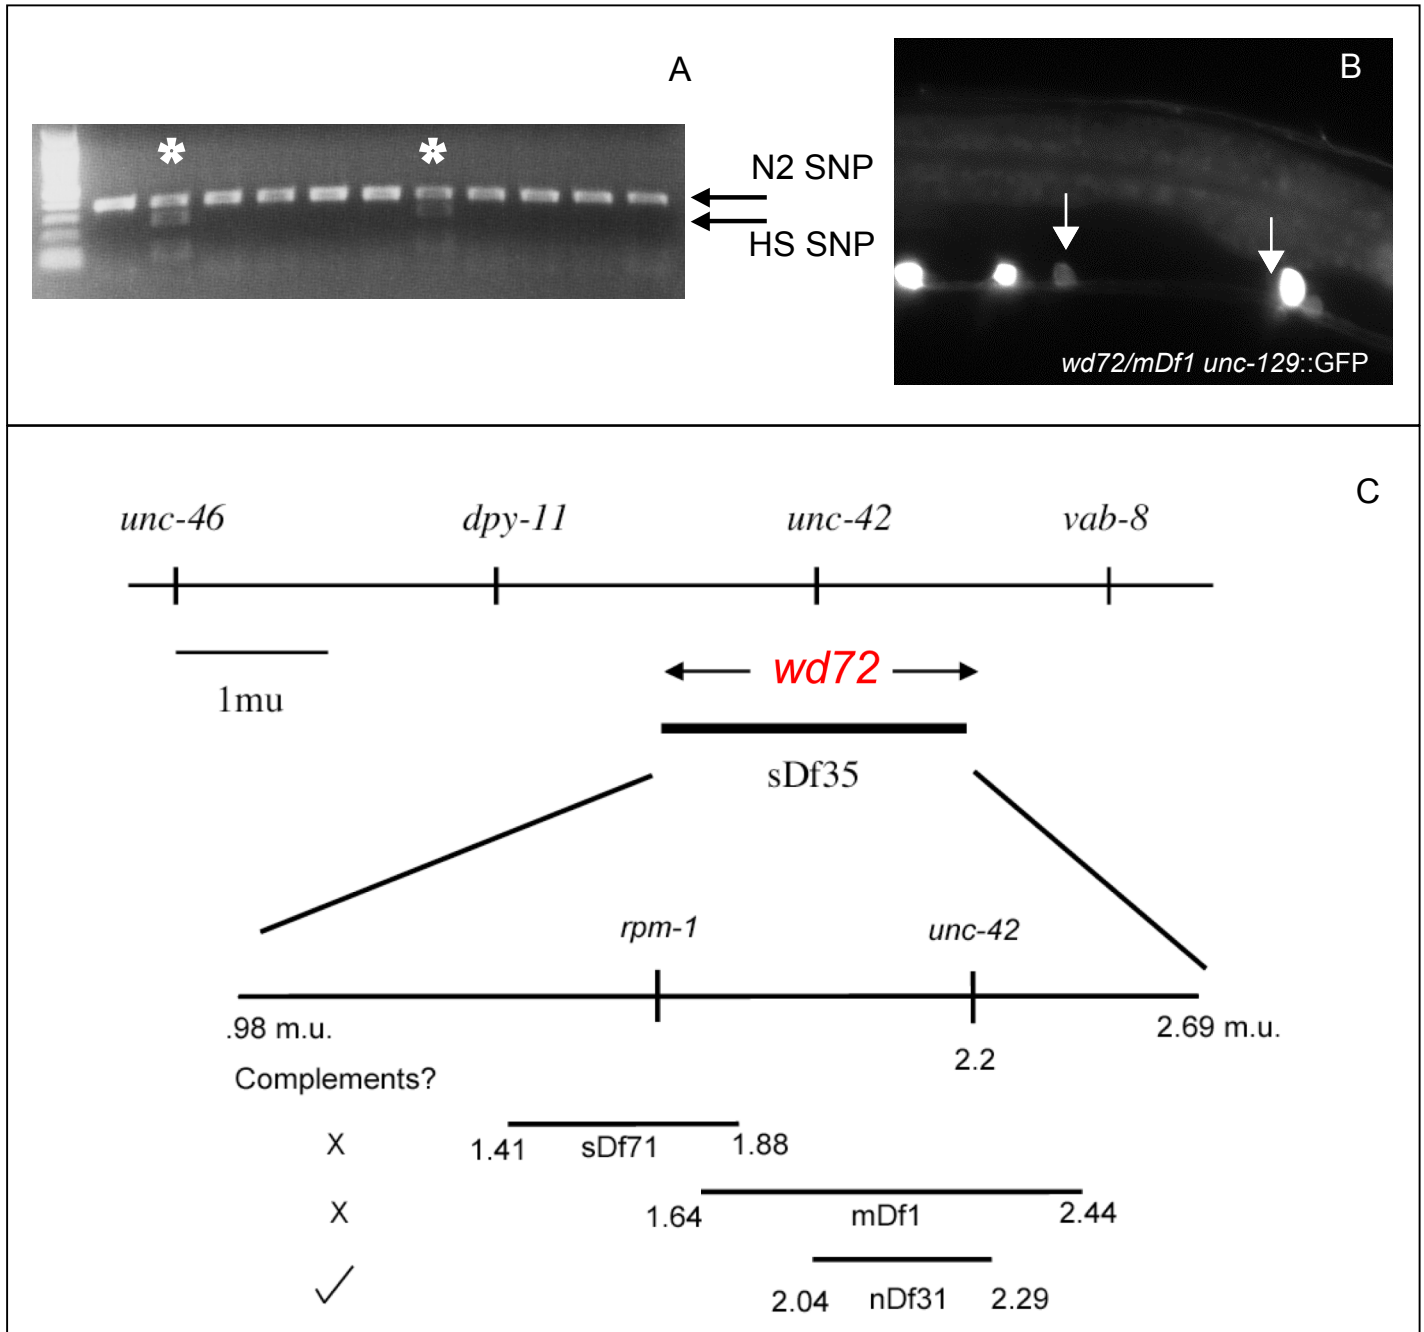 A
N2 SNP
HS SNP
B
wd72/mDf1 unc-129::GFP
C
unc-46 dpy-11 unc-42 vab-8
1mu
wd72
sDf35
rpm-1 unc-42
.98 m.u. 2.2 2.69 m.u.
Complements?
X 1.41 sDf71 1.88
X 1.64 mDf1 2.44
✓ 2.04 nDf31 2.29